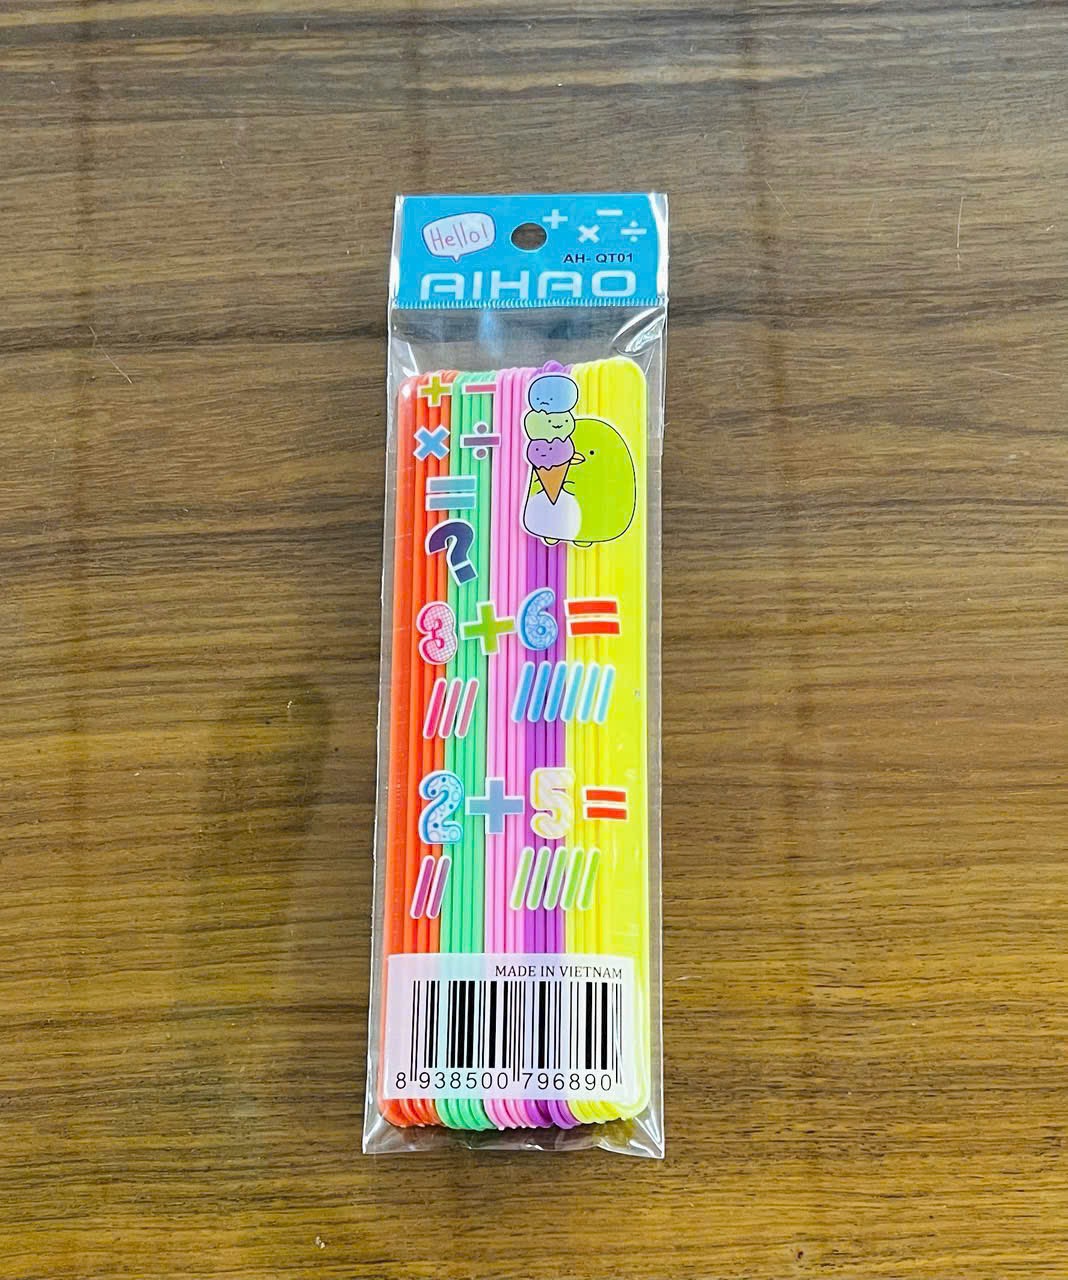 Hello!
+ − × ÷
AH- QT01
AIHAO
+ −
× ÷
=
?
3+6=
2+5=
MADE IN VIETNAM
8 938500 796890